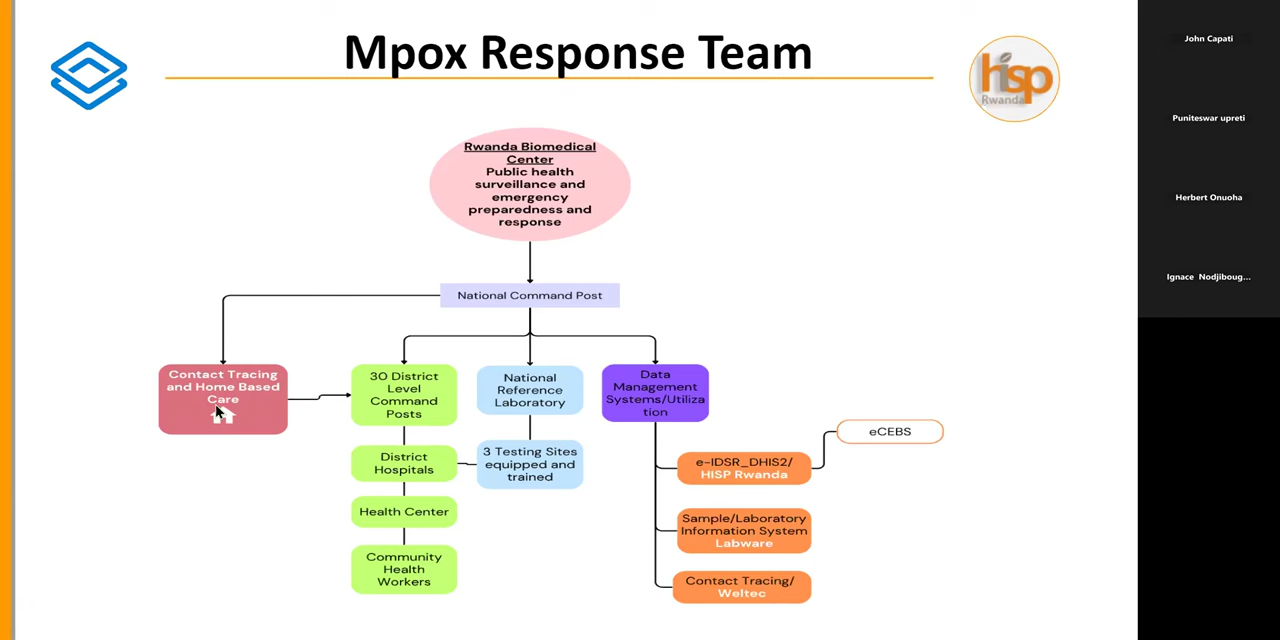 Mpox Response Team
hisp
Rwanda
John Capati
Puniteswar upreti
Herbert Onuoha
Ignace Nodjiboug...
Rwanda Biomedical
Center
Public health
surveillance and
emergency
preparedness and
response
National Command Post
Contact Tracing
and Home Based
Care
30 District
Level
Command
Posts
National
Reference
Laboratory
Data
Management
Systems/Utiliza
tion
District
Hospitals
3 Testing Sites
equipped and
trained
Health Center
Community
Health
Workers
eCEBS
e-IDSR_DHIS2/
HISP Rwanda
Sample/Laboratory
Information System
Labware
Contact Tracing/
Weltec